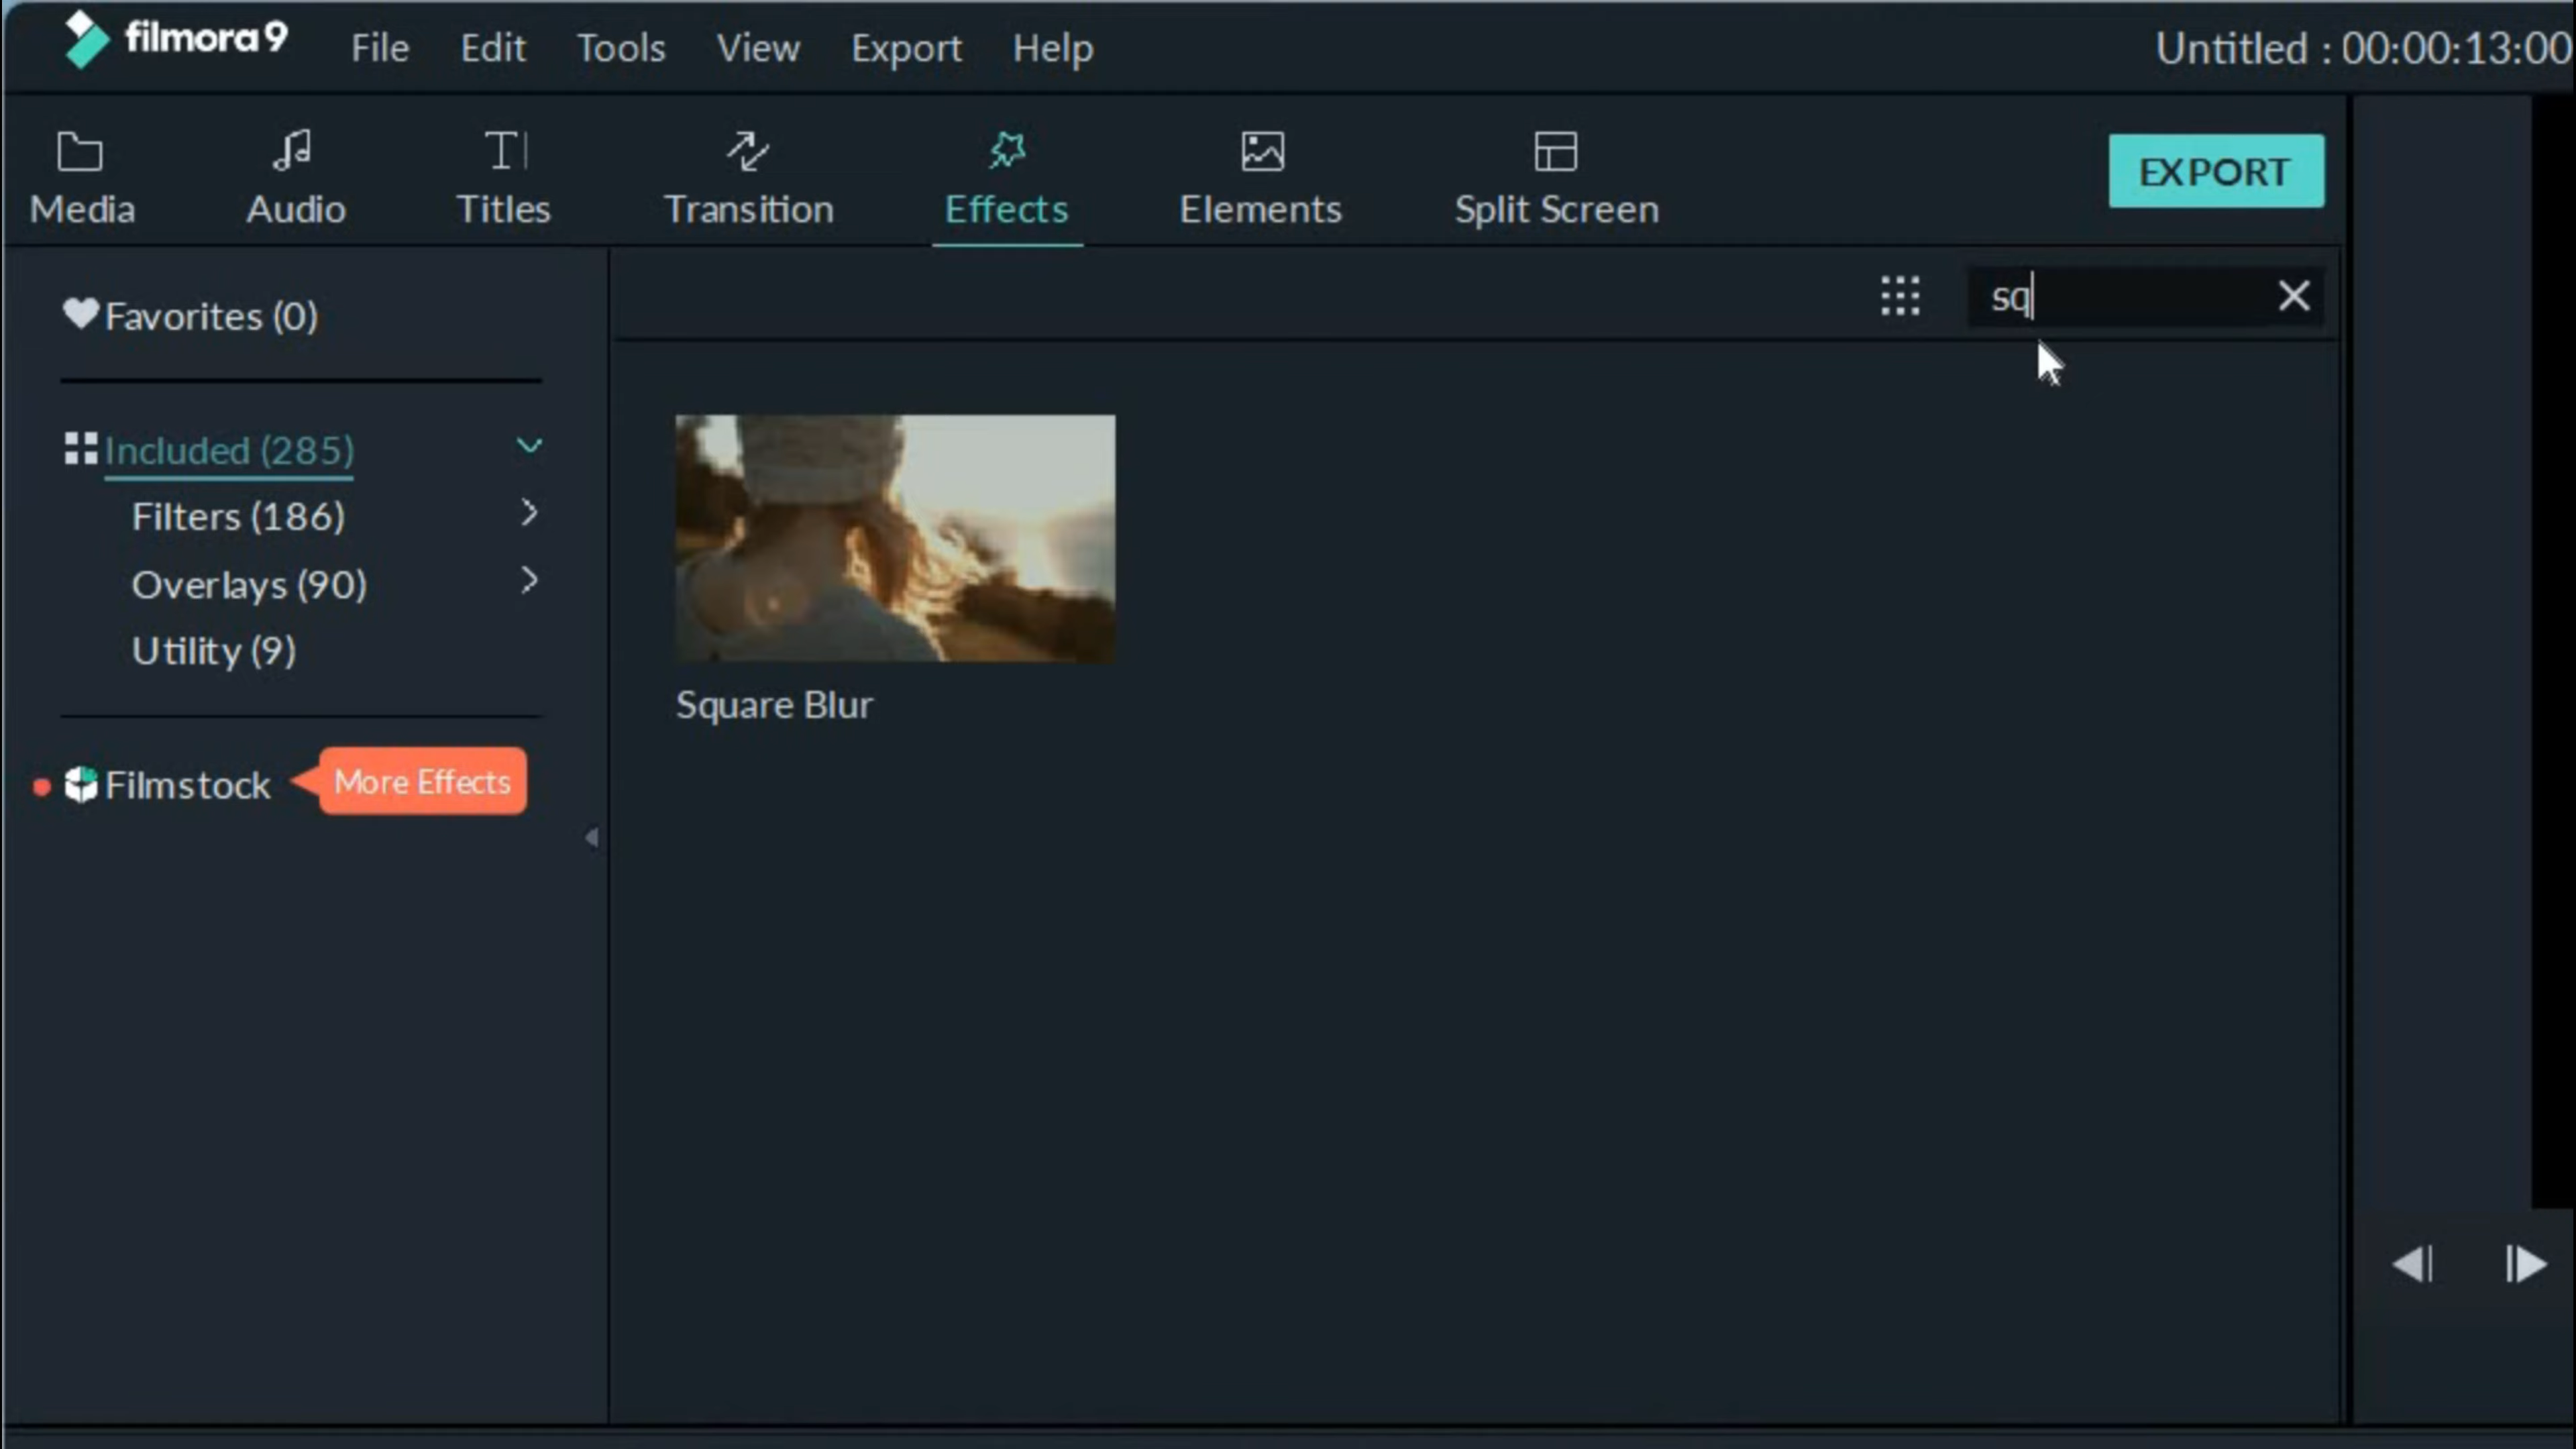 filmora9 File Edit Tools View Export Help Untitled : 00:00:13:00
Media Audio Titles Transition Effects Elements Split Screen EXPORT
sq
Favorites (0)
Included (285)
Filters (186)
Overlays (90)
Utility (9)
Filmstock More Effects
Square Blur